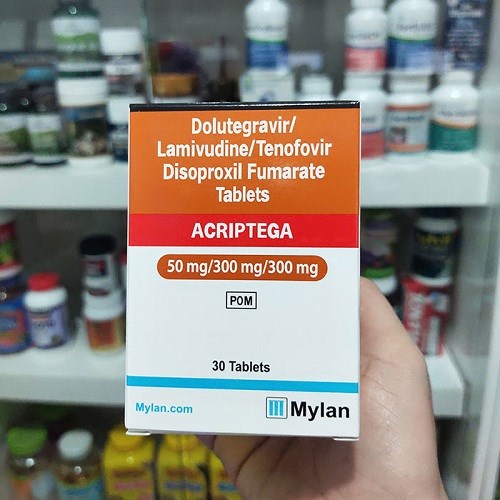 Dolutegravir/
Lamivudine/Tenofovir
Disoproxil Fumarate
Tablets
ACRIPTEGA
50 mg/300 mg/300 mg
POM
30 Tablets
Mylan.com
Mylan